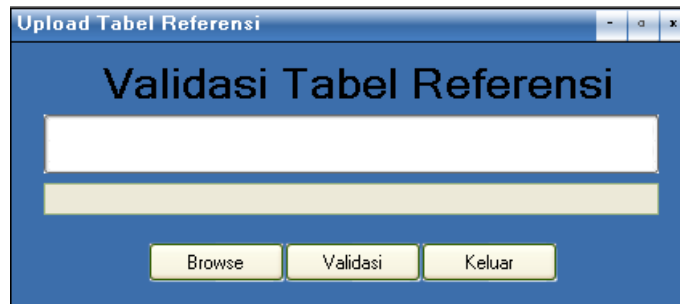 Upload Tabel Referensi
Validasi Tabel Referensi
Browse Validasi Keluar